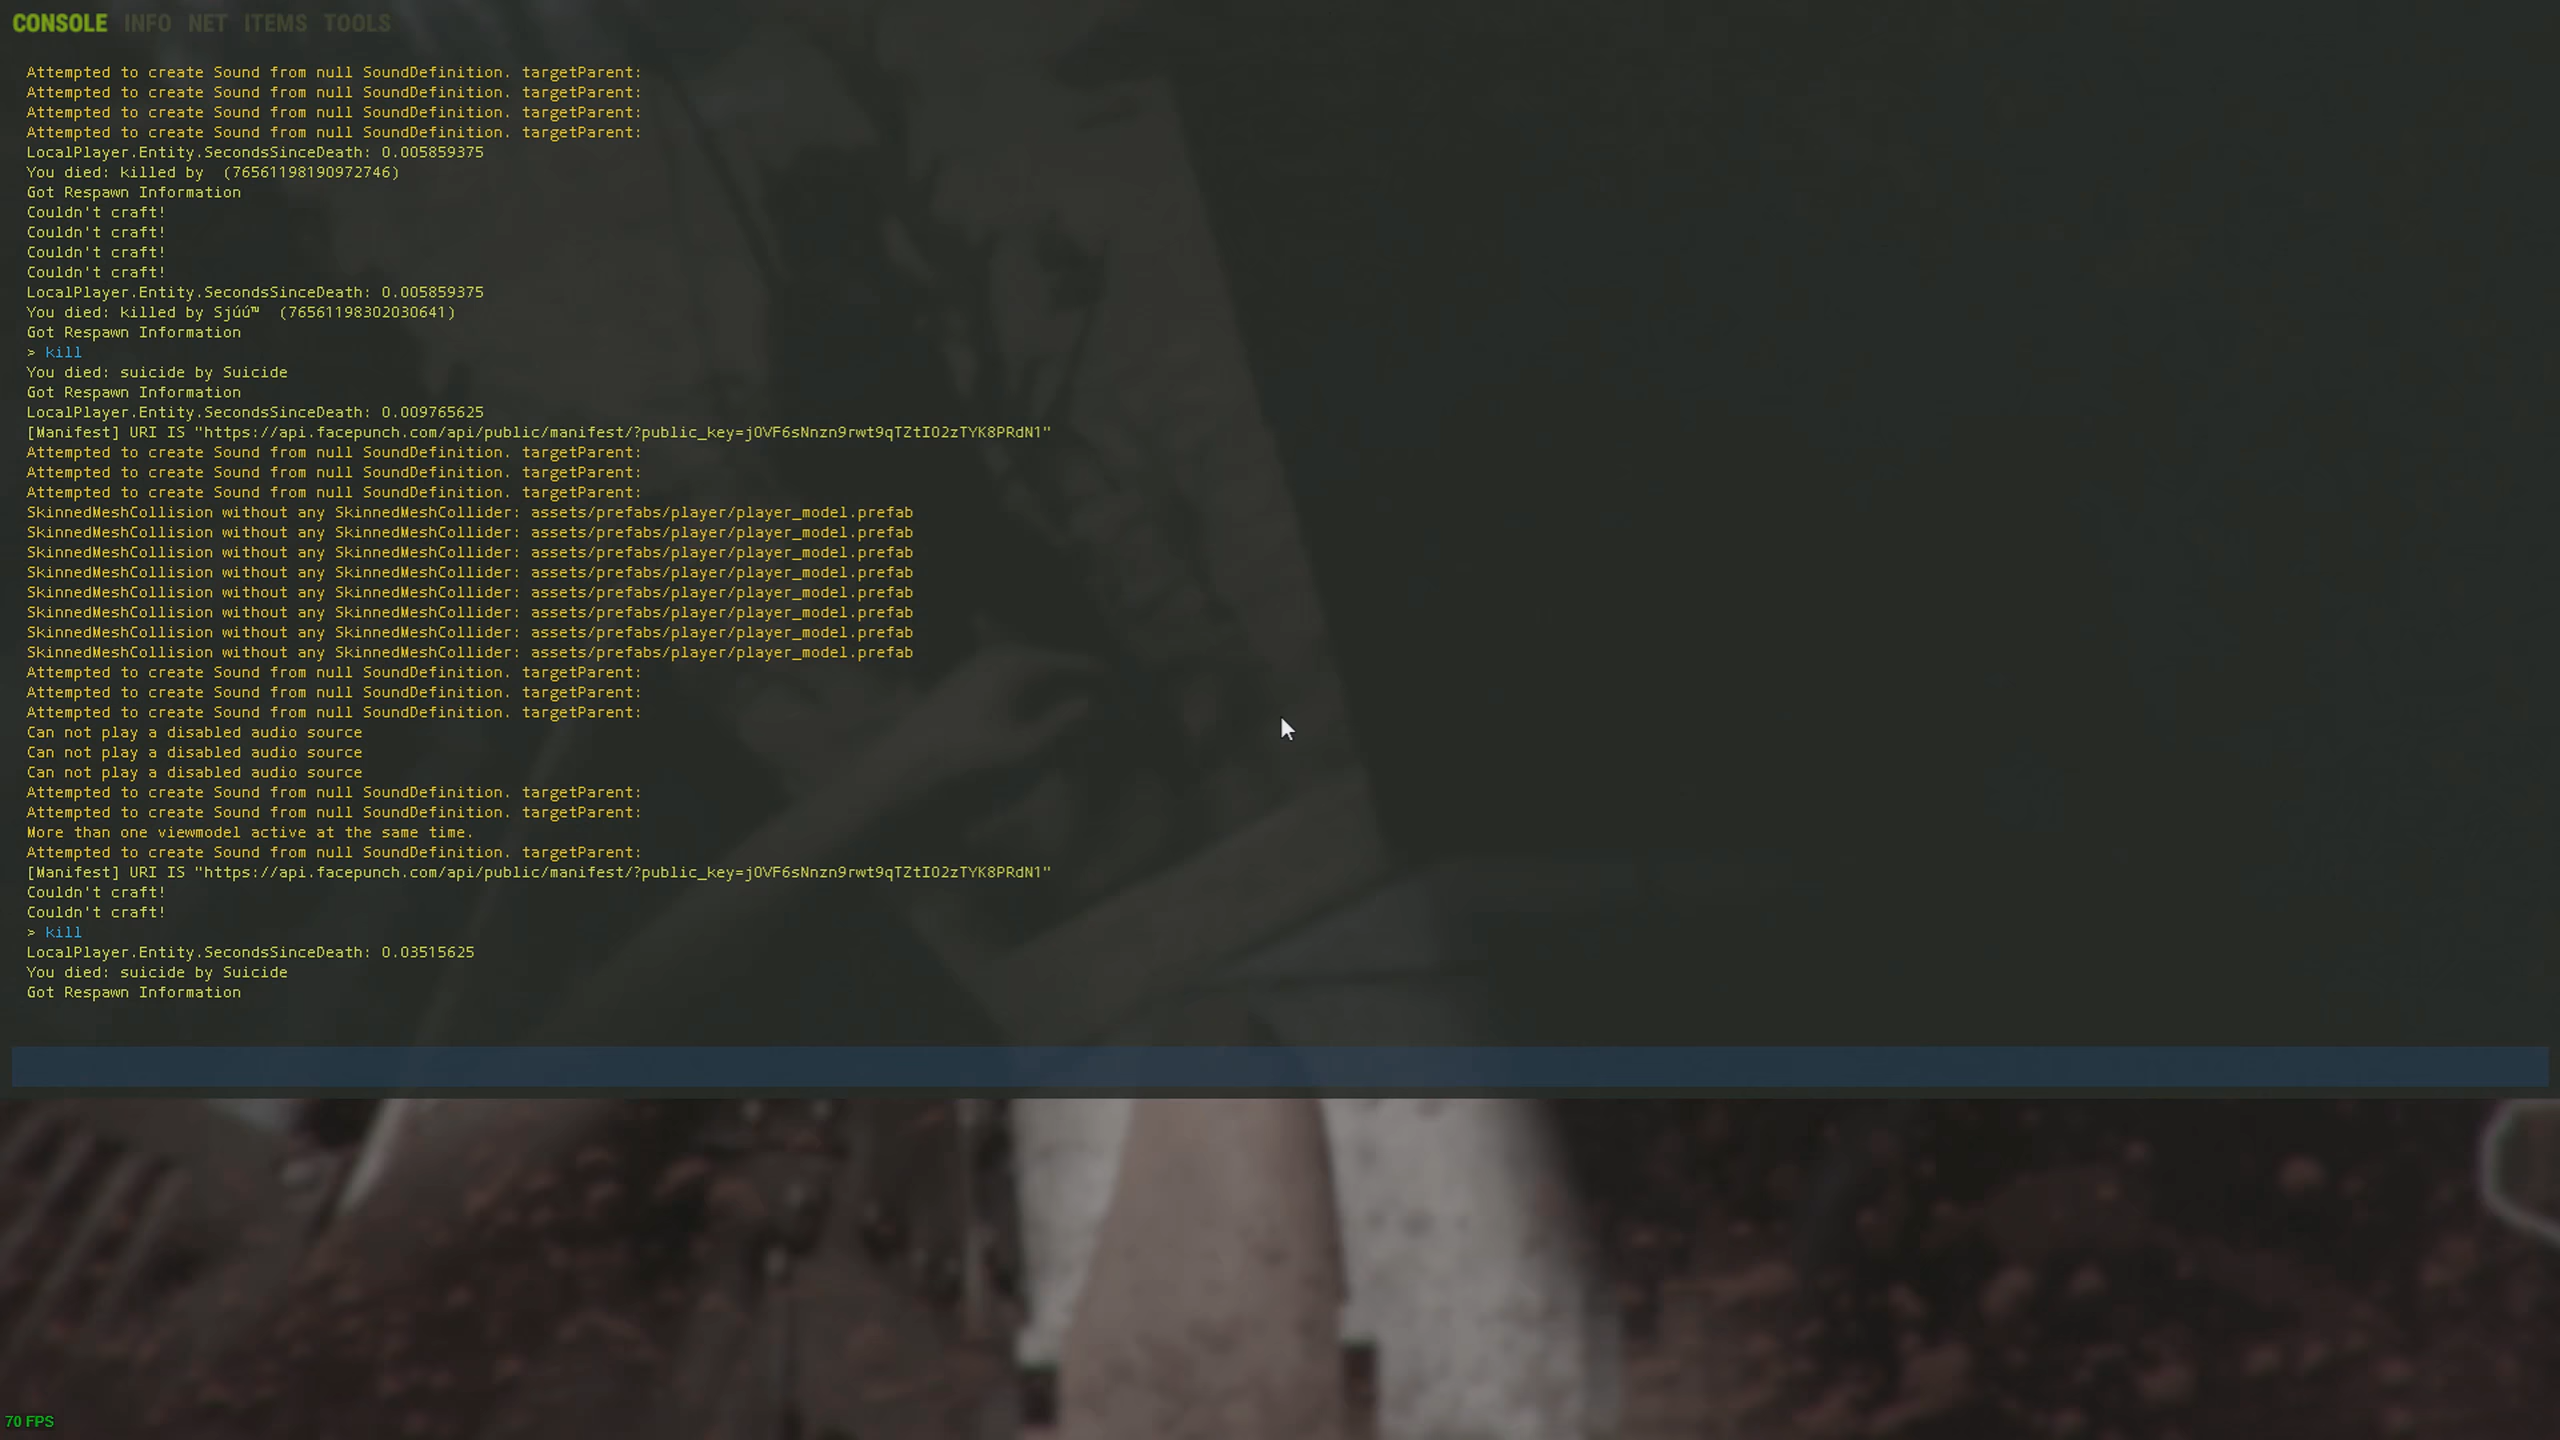 CONSOLE INFO NET ITEMS TOOLS
Attempted to create Sound from null SoundDefinition. targetParent:
Attempted to create Sound from null SoundDefinition. targetParent:
Attempted to create Sound from null SoundDefinition. targetParent:
Attempted to create Sound from null SoundDefinition. targetParent:
LocalPlayer.Entity.SecondsSinceDeath: 0.005859375
You died: killed by  (76561198190972746)
Got Respawn Information
Couldn't craft!
Couldn't craft!
Couldn't craft!
Couldn't craft!
LocalPlayer.Entity.SecondsSinceDeath: 0.005859375
You died: killed by Sjúú™  (76561198302030641)
Got Respawn Information
> kill
You died: suicide by Suicide
Got Respawn Information
LocalPlayer.Entity.SecondsSinceDeath: 0.009765625
[Manifest] URI IS "https://api.facepunch.com/api/public/manifest/?public_key=jOVF6sNnzn9rwt9qTZtIO2zTYK8PRdN1"
Attempted to create Sound from null SoundDefinition. targetParent:
Attempted to create Sound from null SoundDefinition. targetParent:
Attempted to create Sound from null SoundDefinition. targetParent:
SkinnedMeshCollision without any SkinnedMeshCollider: assets/prefabs/player/player_model.prefab
SkinnedMeshCollision without any SkinnedMeshCollider: assets/prefabs/player/player_model.prefab
SkinnedMeshCollision without any SkinnedMeshCollider: assets/prefabs/player/player_model.prefab
SkinnedMeshCollision without any SkinnedMeshCollider: assets/prefabs/player/player_model.prefab
SkinnedMeshCollision without any SkinnedMeshCollider: assets/prefabs/player/player_model.prefab
SkinnedMeshCollision without any SkinnedMeshCollider: assets/prefabs/player/player_model.prefab
SkinnedMeshCollision without any SkinnedMeshCollider: assets/prefabs/player/player_model.prefab
SkinnedMeshCollision without any SkinnedMeshCollider: assets/prefabs/player/player_model.prefab
Attempted to create Sound from null SoundDefinition. targetParent:
Attempted to create Sound from null SoundDefinition. targetParent:
Attempted to create Sound from null SoundDefinition. targetParent:
Can not play a disabled audio source
Can not play a disabled audio source
Can not play a disabled audio source
Attempted to create Sound from null SoundDefinition. targetParent:
Attempted to create Sound from null SoundDefinition. targetParent:
More than one viewmodel active at the same time.
Attempted to create Sound from null SoundDefinition. targetParent:
[Manifest] URI IS "https://api.facepunch.com/api/public/manifest/?public_key=jOVF6sNnzn9rwt9qTZtIO2zTYK8PRdN1"
Couldn't craft!
Couldn't craft!
> kill
LocalPlayer.Entity.SecondsSinceDeath: 0.03515625
You died: suicide by Suicide
Got Respawn Information
70 FPS